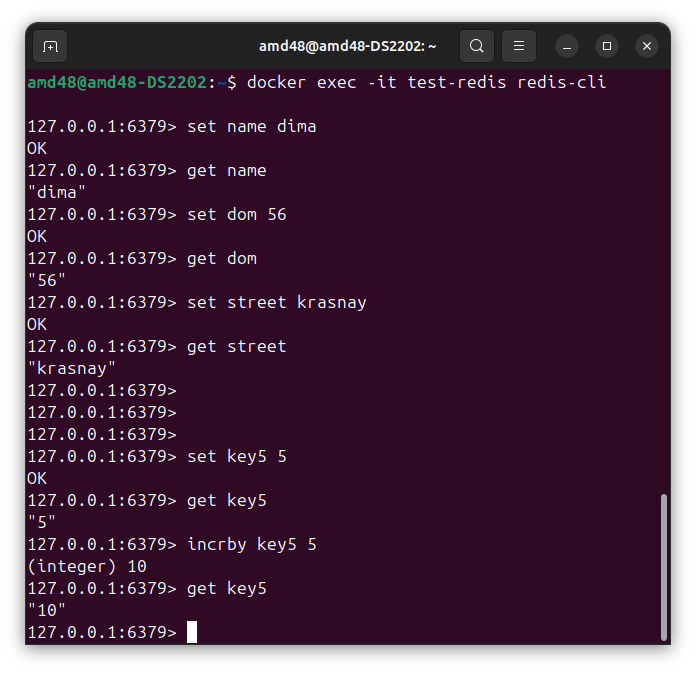 amd48@amd48-DS2202: ~
amd48@amd48-DS2202:~$ docker exec -it test-redis redis-cli
127.0.0.1:6379> set name dima
OK
127.0.0.1:6379> get name
"dima"
127.0.0.1:6379> set dom 56
OK
127.0.0.1:6379> get dom
"56"
127.0.0.1:6379> set street krasnay
OK
127.0.0.1:6379> get street
"krasnay"
127.0.0.1:6379>
127.0.0.1:6379>
127.0.0.1:6379>
127.0.0.1:6379> set key5 5
OK
127.0.0.1:6379> get key5
"5"
127.0.0.1:6379> incrby key5 5
(integer) 10
127.0.0.1:6379> get key5
"10"
127.0.0.1:6379>